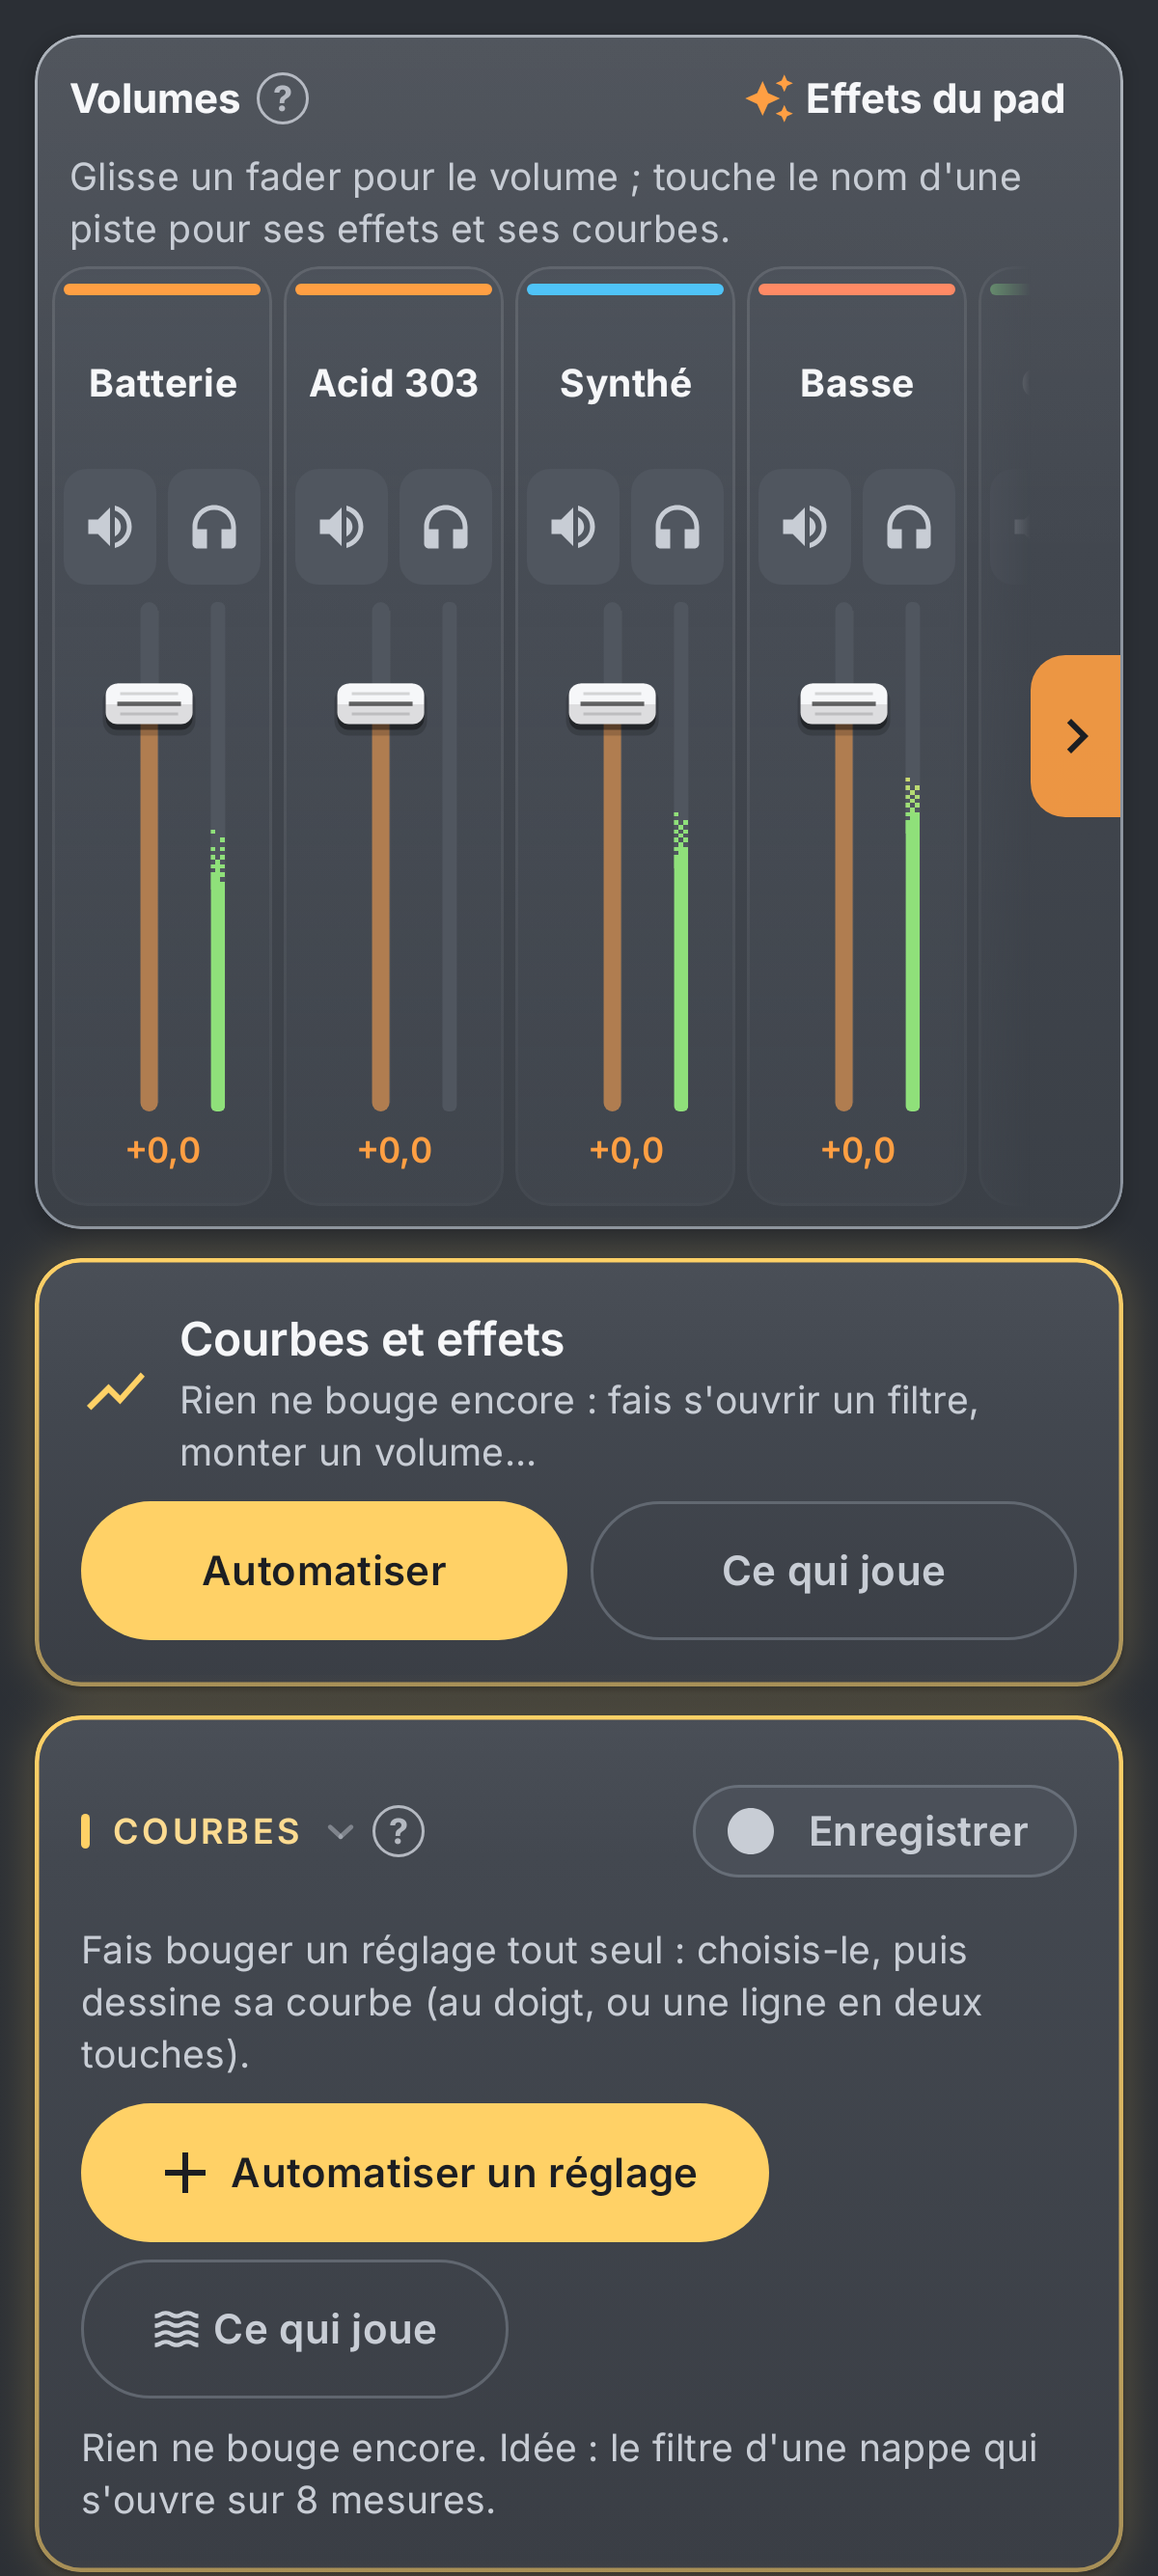 Volumes ?
Effets du pad
Glisse un fader pour le volume ; touche le nom d'une
piste pour ses effets et ses courbes.
Batterie
Acid 303
Synthé
Basse
+0,0
+0,0
+0,0
+0,0
Courbes et effets
Rien ne bouge encore : fais s'ouvrir un filtre,
monter un volume...
Automatiser
Ce qui joue
COURBES ?
Enregistrer
Fais bouger un réglage tout seul : choisis-le, puis
dessine sa courbe (au doigt, ou une ligne en deux
touches).
Automatiser un réglage
Ce qui joue
Rien ne bouge encore. Idée : le filtre d'une nappe qui
s'ouvre sur 8 mesures.